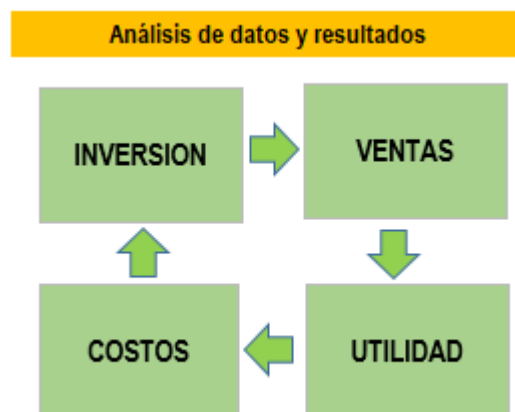 Análisis de datos y resultados
INVERSION
VENTAS
COSTOS
UTILIDAD